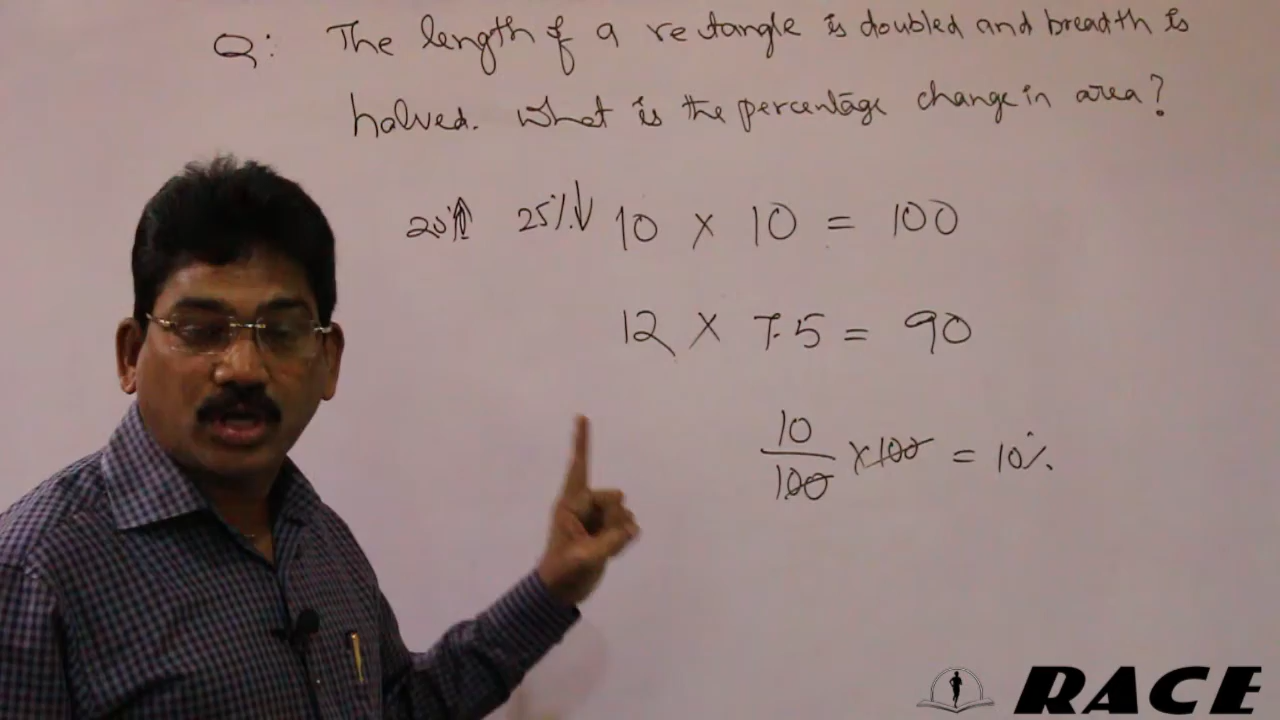 Q: The length of a rectangle is doubled and breadth is
halved. What is the percentage change in area?
20%↑ 25%↓ 10 × 10 = 100
12 × 7.5 = 90
10/100 × 100 = 10%
RACE